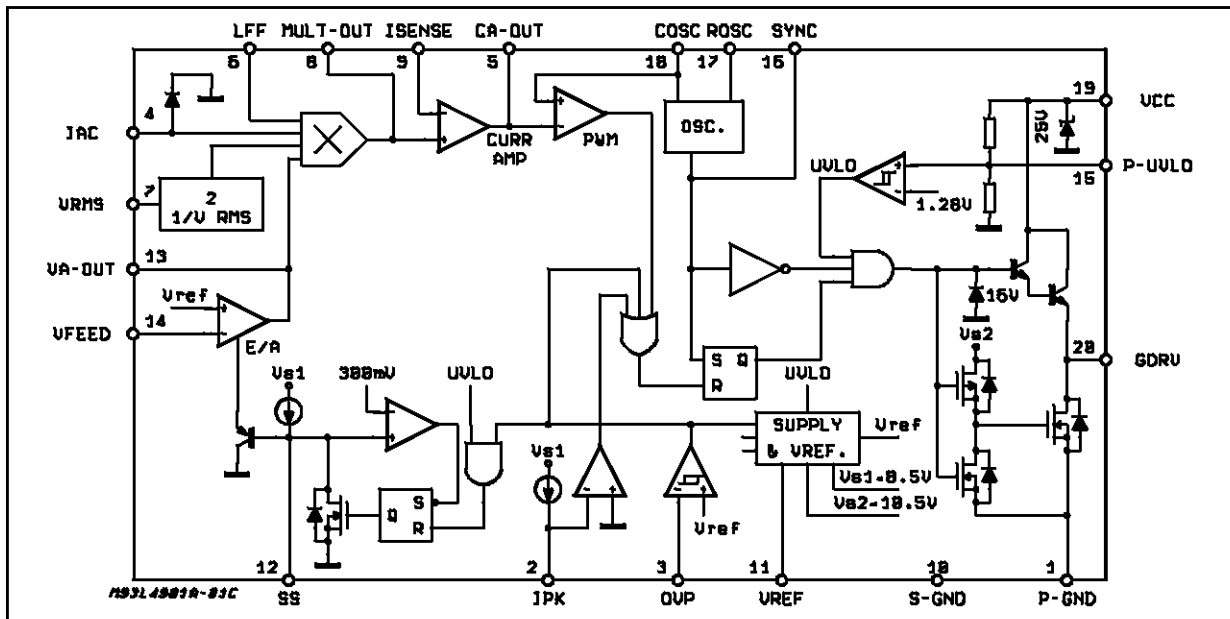 LFF MULT-OUT ISENSE CA-OUT COSC ROSC SYNC
6 8 9 5 18 17 16
4
IAC
7
VRMS
2
1/V RMS
CURR
AMP
PWM
OSC.
19
VCC
25V
UVLO
P-UVLO
15
1.28V
13
VA-OUT
Vref
14
VFEED
E/A
15V
Vs2
20
GDRV
S Q
R
Vs1
300mV
UVLO
UVLO
SUPPLY
& VREF.
Vref
Vs1
Vs1-8.5V
Vs2-10.5V
Q S
R
Vref
12 2 3 11 10 1
SS IPK OVP VREF S-GND P-GND
M93L4981A-01C